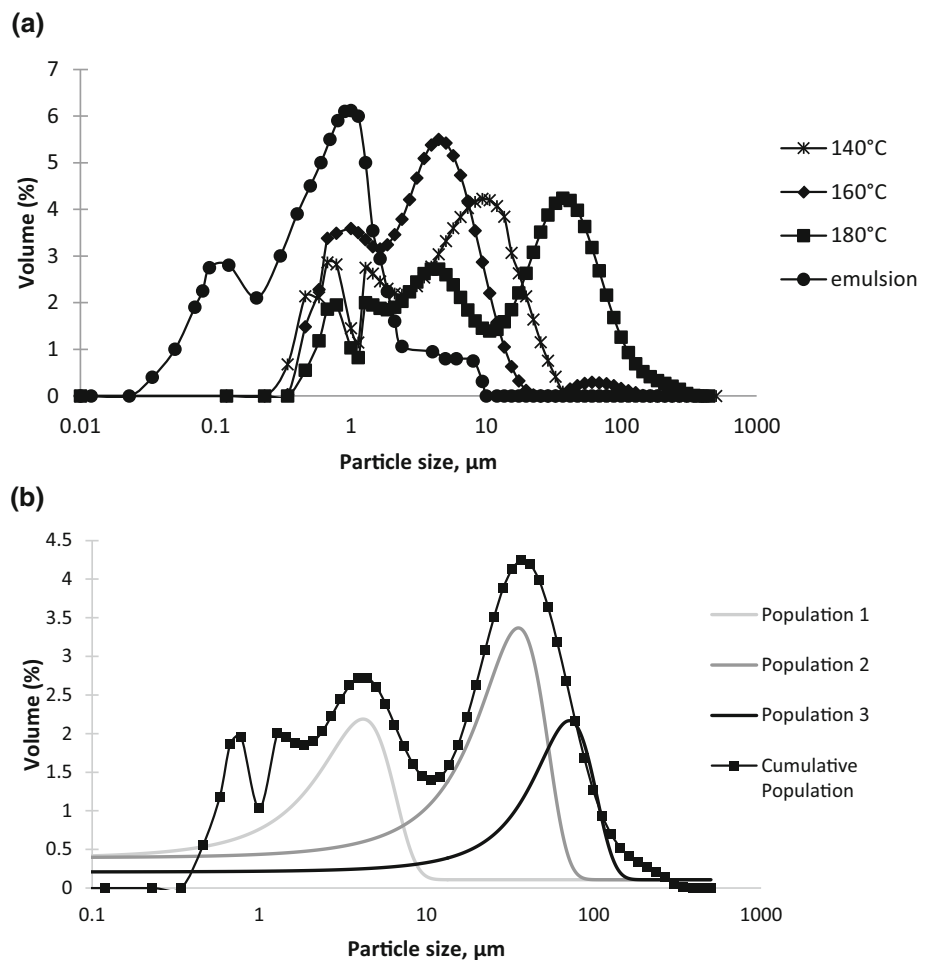 (a)
7
6
5
4
3
2
1
0
Volume (%)
0.01 0.1 1 10 100 1000
Particle size, µm
140°C
160°C
180°C
emulsion
(b)
4.5
4
3.5
3
2.5
2
1.5
1
0.5
0
Volume (%)
0.1 1 10 100 1000
Particle size, µm
Population 1
Population 2
Population 3
Cumulative
Population